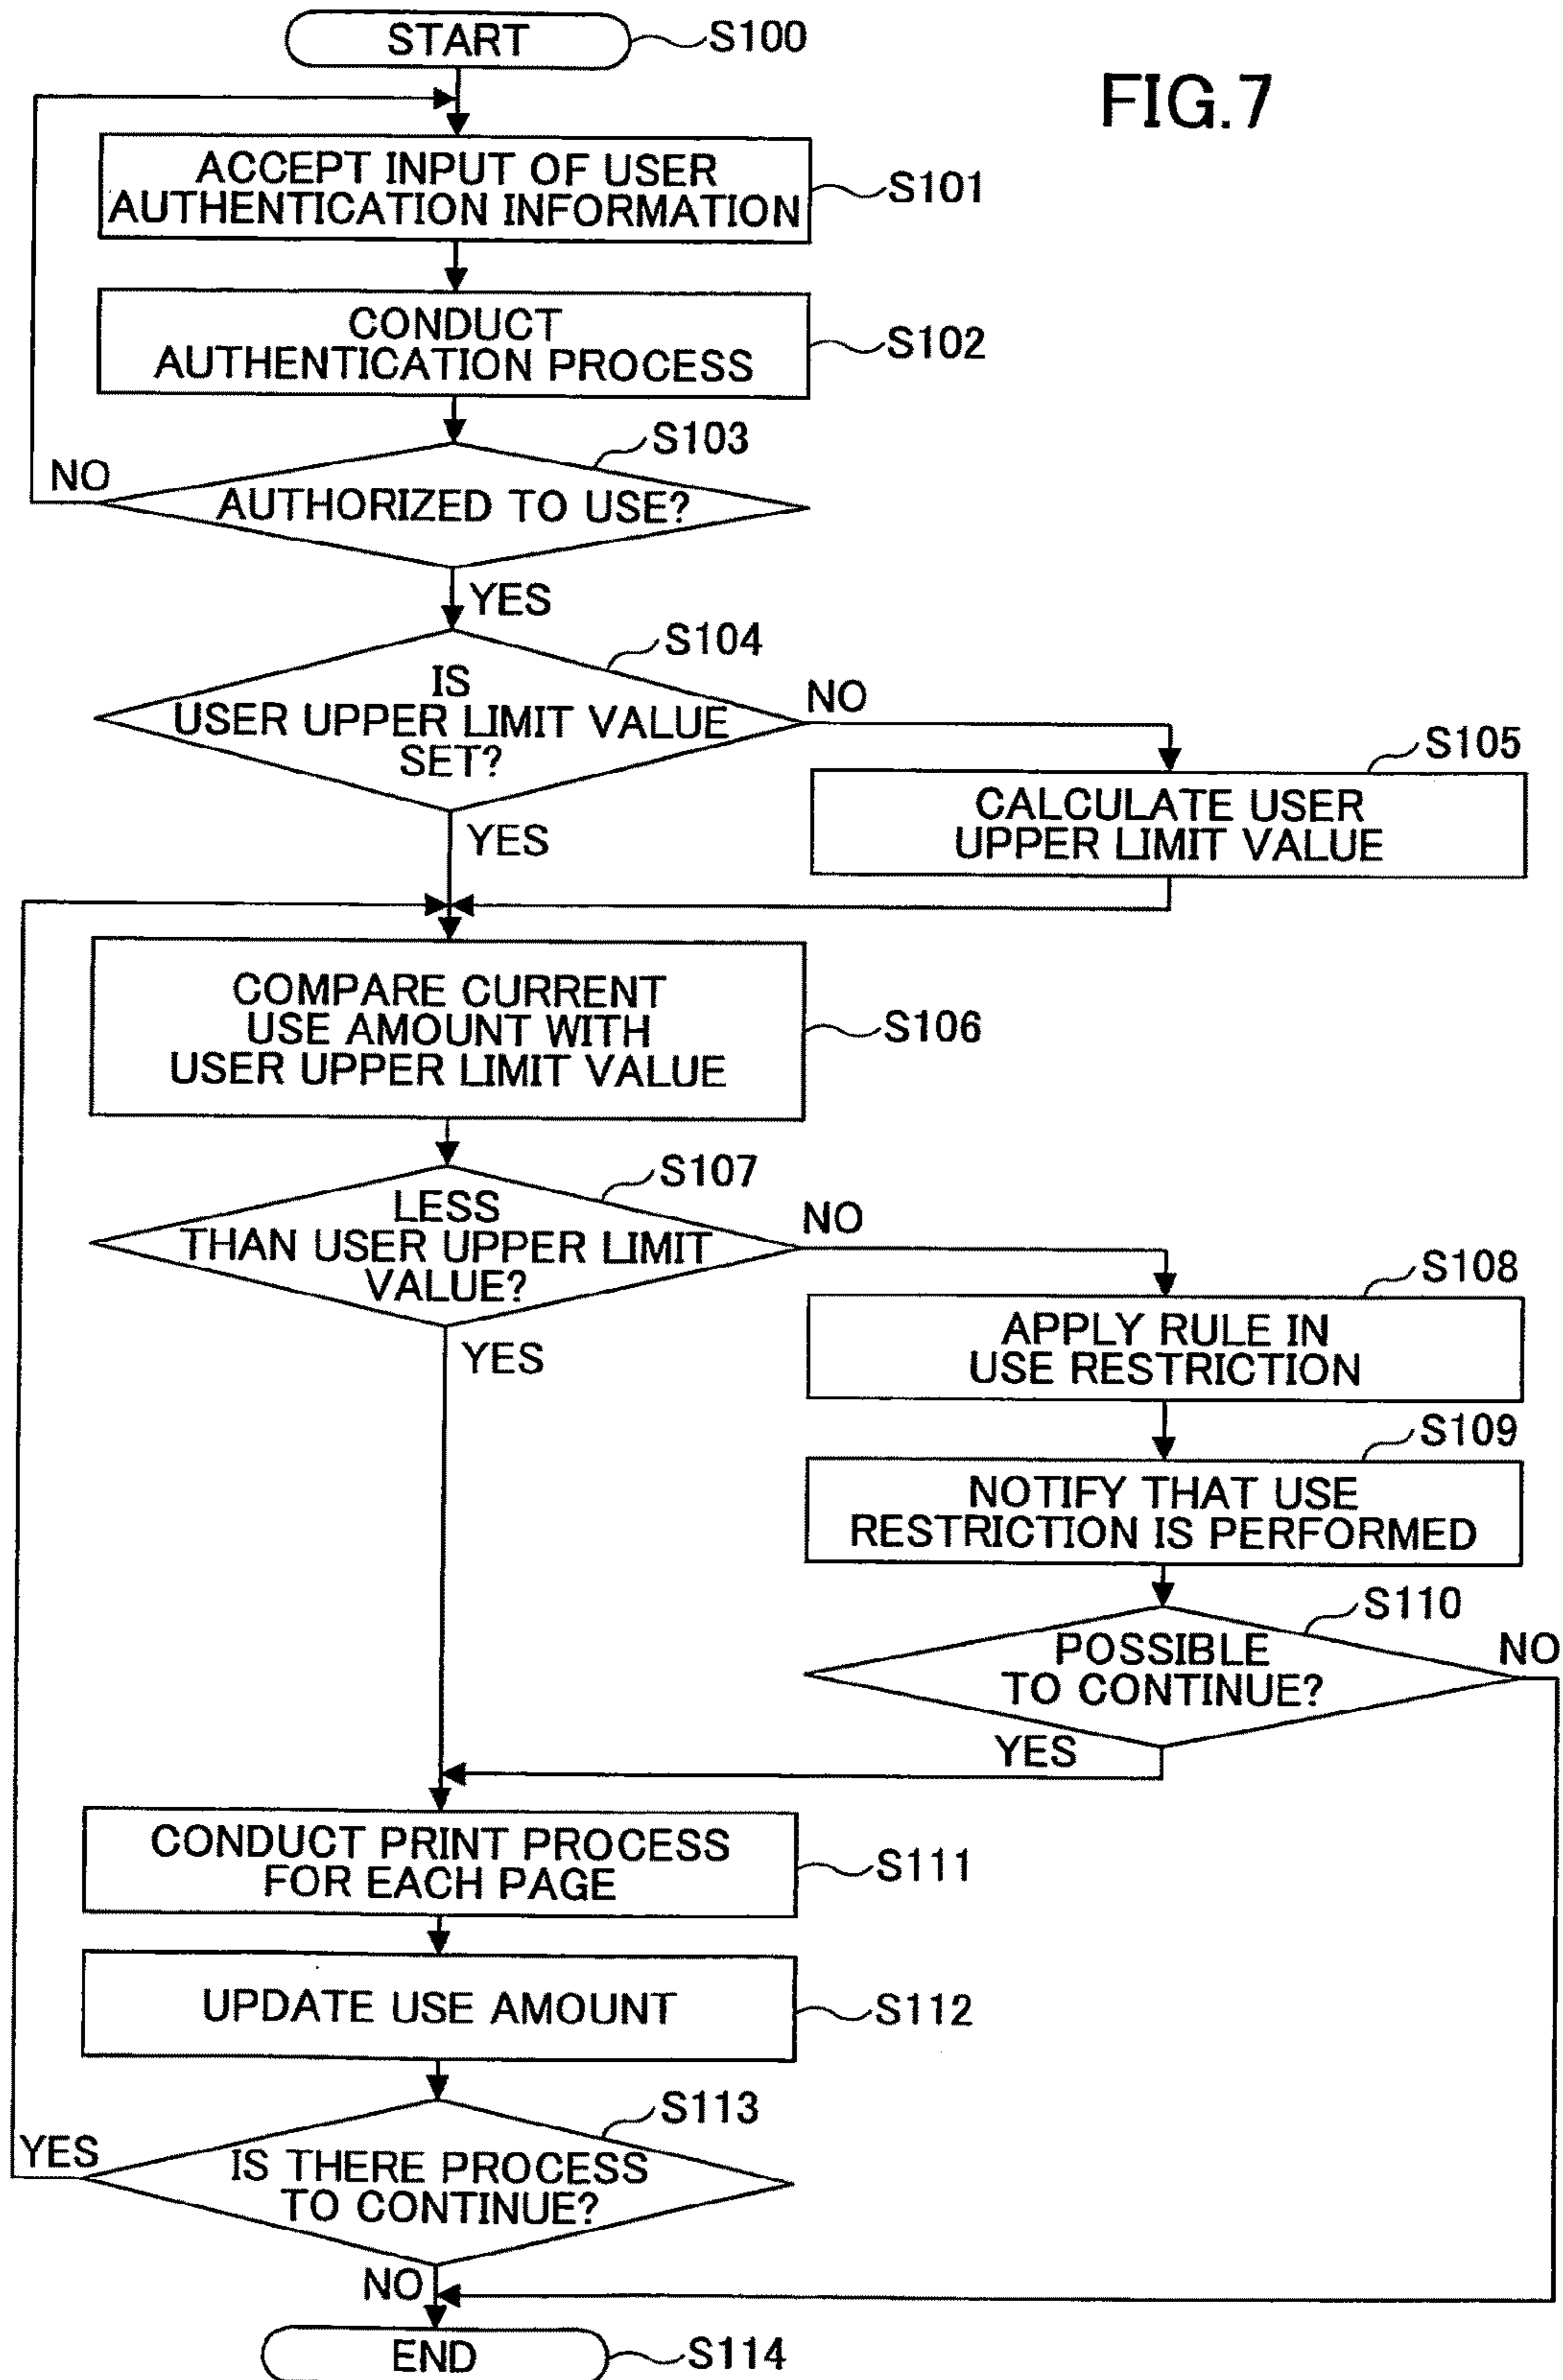 START
S100
FIG.7
ACCEPT INPUT OF USER
AUTHENTICATION INFORMATION
S101
CONDUCT
AUTHENTICATION PROCESS
S102
S103
NO
AUTHORIZED TO USE?
YES
S104
IS
USER UPPER LIMIT VALUE
SET?
NO
S105
CALCULATE USER
UPPER LIMIT VALUE
YES
COMPARE CURRENT
USE AMOUNT WITH
USER UPPER LIMIT VALUE
S106
S107
LESS
THAN USER UPPER LIMIT
VALUE?
NO
S108
APPLY RULE IN
USE RESTRICTION
YES
S109
NOTIFY THAT USE
RESTRICTION IS PERFORMED
S110
POSSIBLE
TO CONTINUE?
NO
YES
CONDUCT PRINT PROCESS
FOR EACH PAGE
S111
UPDATE USE AMOUNT
S112
S113
YES
IS THERE PROCESS
TO CONTINUE?
NO
END
S114